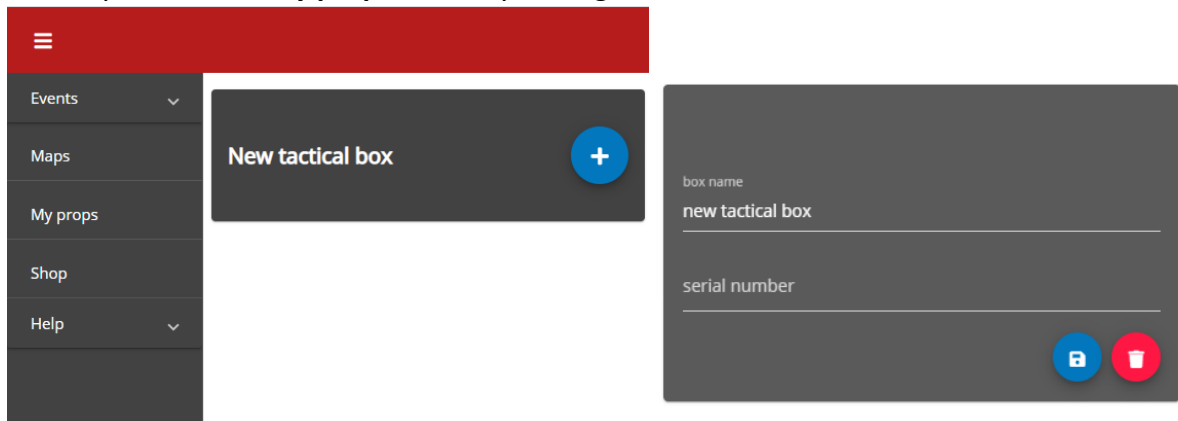 Events
Maps
My props
Shop
Help
New tactical box
box name
new tactical box
serial number